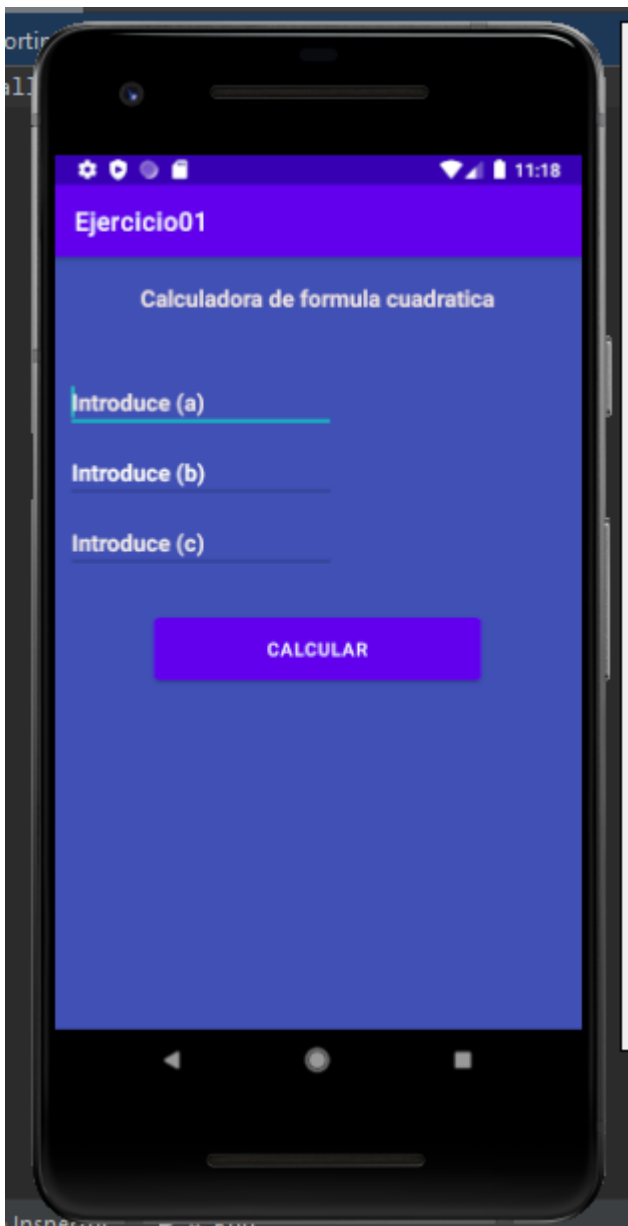 11:18
Ejercicio01
Calculadora de formula cuadratica
Introduce (a)
Introduce (b)
Introduce (c)
CALCULAR